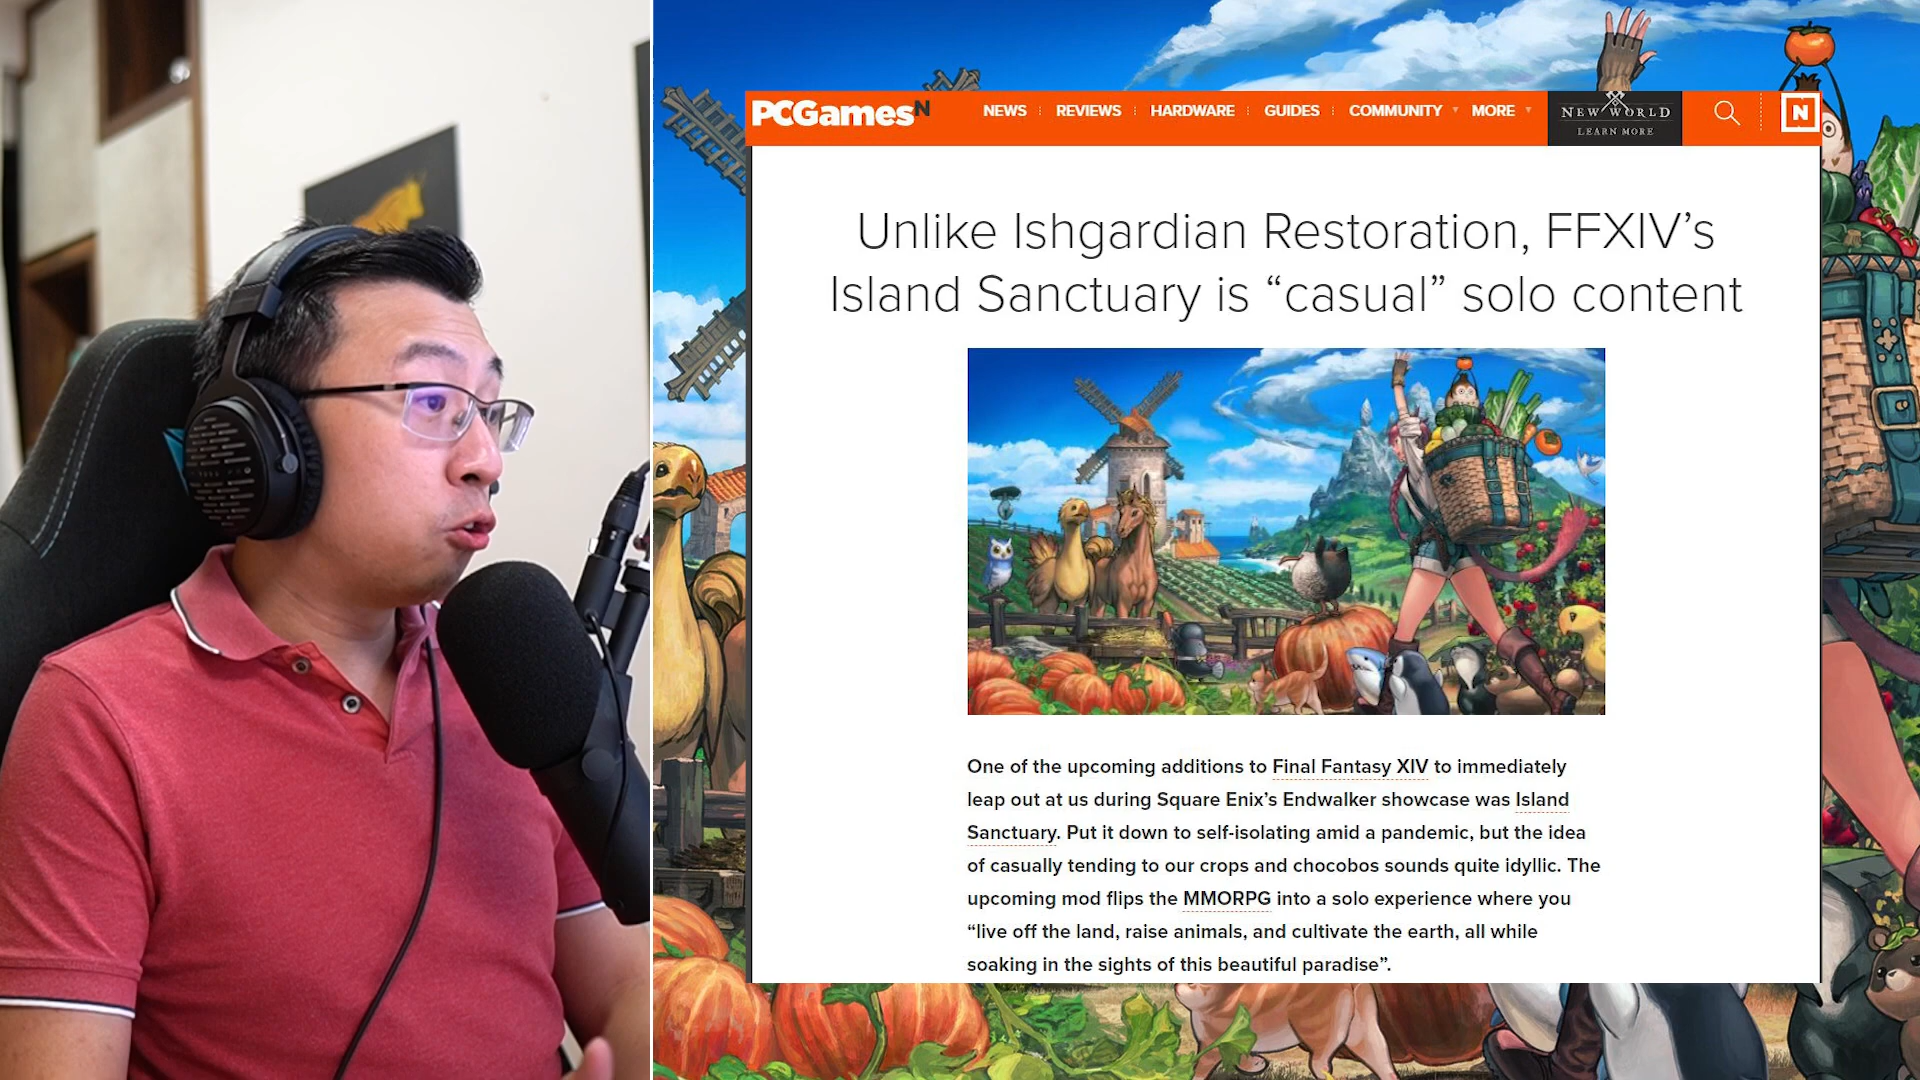 PCGamesN
NEWS
REVIEWS
HARDWARE
GUIDES
COMMUNITY
MORE
NEW WORLD
LEARN MORE
N
Unlike Ishgardian Restoration, FFXIV’s
Island Sanctuary is “casual” solo content
One of the upcoming additions to Final Fantasy XIV to immediately
leap out at us during Square Enix’s Endwalker showcase was Island
Sanctuary. Put it down to self-isolating amid a pandemic, but the idea
of casually tending to our crops and chocobos sounds quite idyllic. The
upcoming mod flips the MMORPG into a solo experience where you
“live off the land, raise animals, and cultivate the earth, all while
soaking in the sights of this beautiful paradise”.